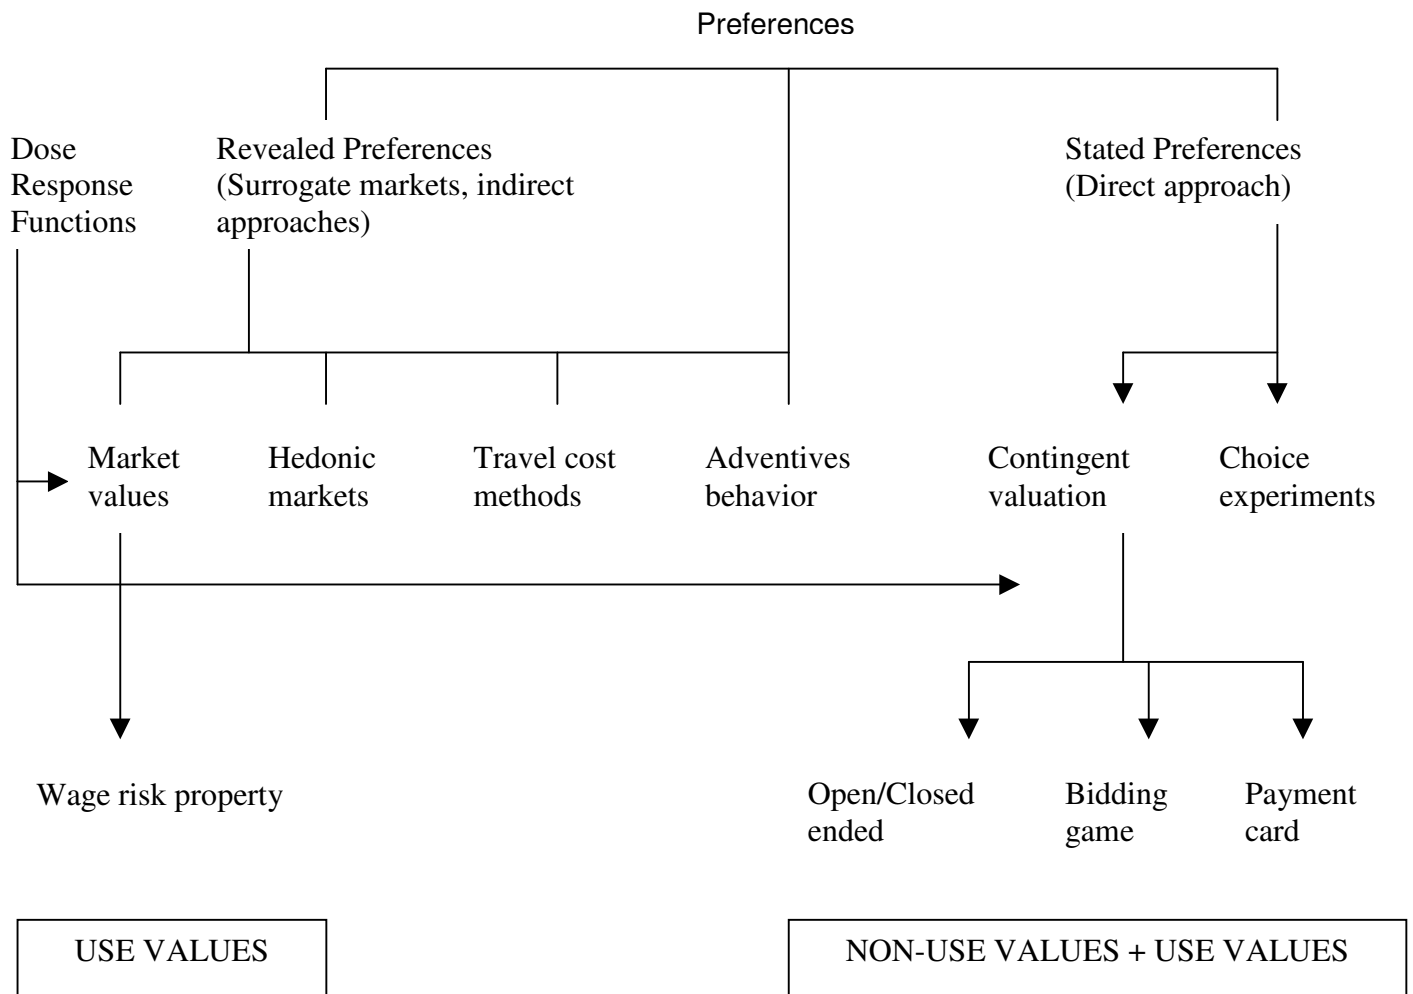 Preferences
Dose
Response
Functions
Revealed Preferences
(Surrogate markets, indirect
approaches)
Stated Preferences
(Direct approach)
Market
values
Hedonic
markets
Travel cost
methods
Adventives
behavior
Contingent
valuation
Choice
experiments
Wage risk property
Open/Closed
ended
Bidding
game
Payment
card
USE VALUES
NON-USE VALUES + USE VALUES